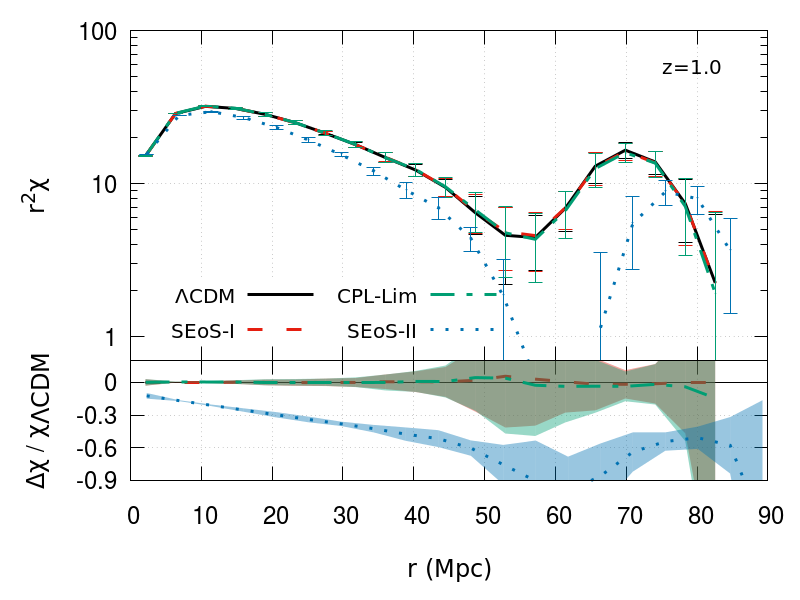 100
z=1.0
r²χ
10
ΛCDM
CPL-Lim
SEoS-I
SEoS-II
1
Δχ / χΛCDM
0
-0.3
-0.6
-0.9
0 10 20 30 40 50 60 70 80 90
r (Mpc)